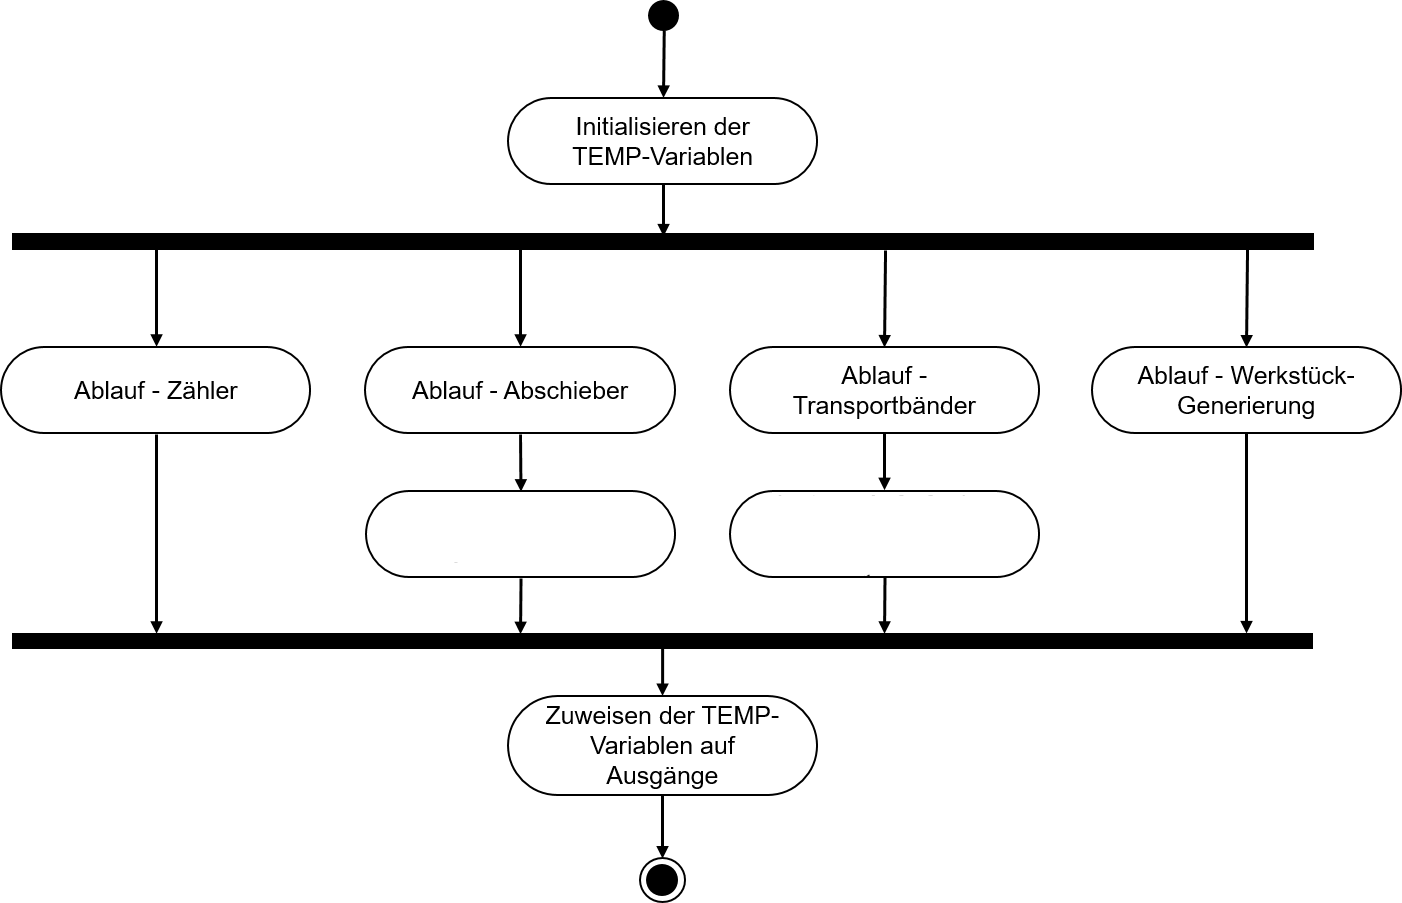 Initialisieren der
TEMP-Variablen
Ablauf - Zähler
Ablauf - Abschieber
Ablauf -
Transportbänder
Ablauf - Werkstück-
Generierung
Zuweisen der TEMP-
Variablen auf
Ausgänge